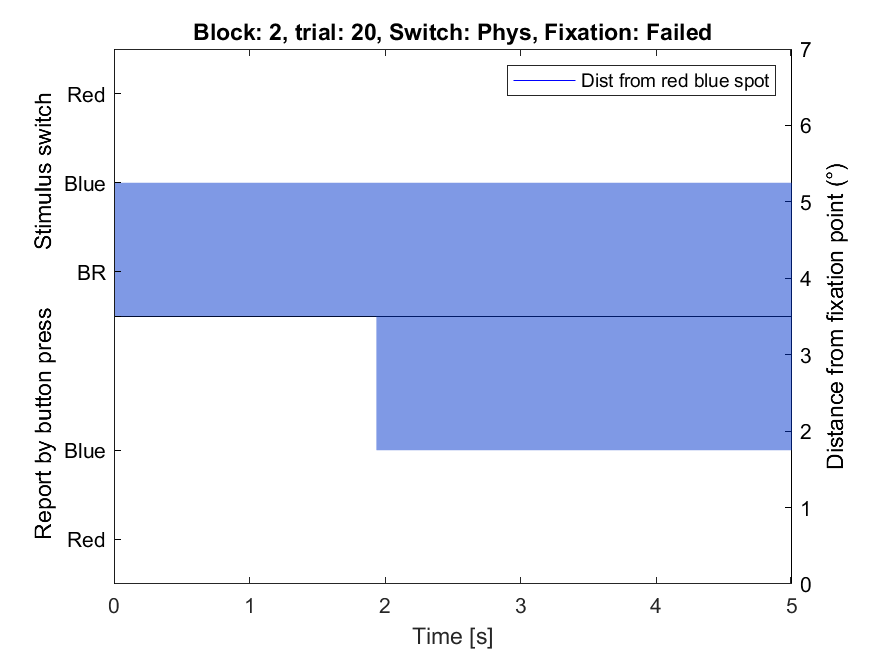 Block: 2, trial: 20, Switch: Phys, Fixation: Failed
Dist from red blue spot
Stimulus switch
Red
Blue
BR
Report by button press
Blue
Red
7
6
5
4
3
2
1
0
Distance from fixation point (°)
0 1 2 3 4 5
Time [s]